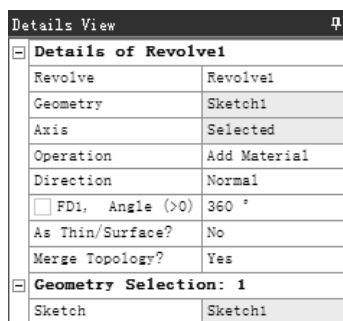 Details View
Details of Revolve1
Revolve Revolve1
Geometry Sketch1
Axis Selected
Operation Add Material
Direction Normal
FD1, Angle (>0) 360 °
As Thin/Surface? No
Merge Topology? Yes
Geometry Selection: 1
Sketch Sketch1